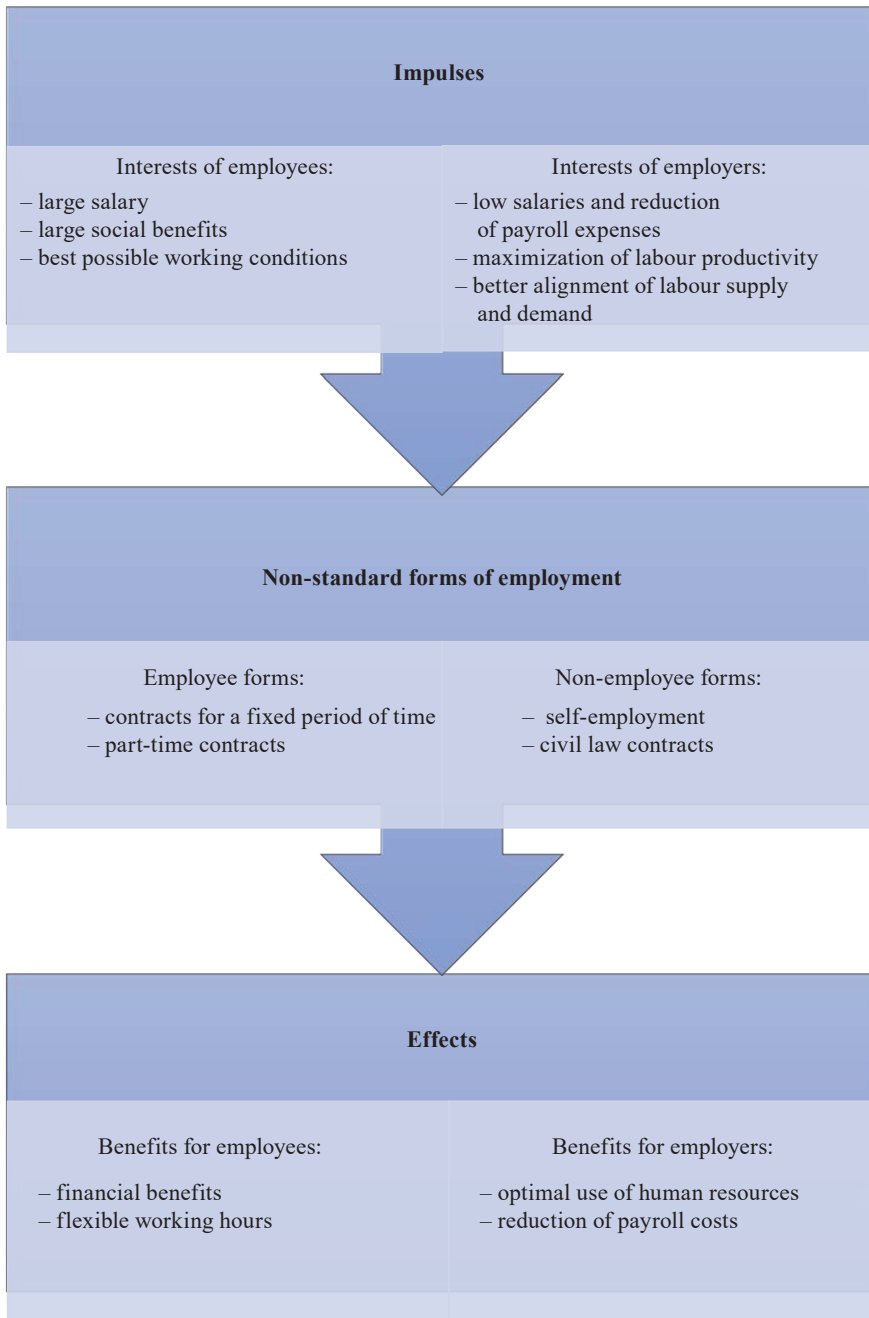 Impulses
Interests of employees:
– large salary
– large social benefits
– best possible working conditions
Interests of employers:
– low salaries and reduction
of payroll expenses
– maximization of labour productivity
– better alignment of labour supply
and demand
Non-standard forms of employment
Employee forms:
– contracts for a fixed period of time
– part-time contracts
Non-employee forms:
– self-employment
– civil law contracts
Effects
Benefits for employees:
– financial benefits
– flexible working hours
Benefits for employers:
– optimal use of human resources
– reduction of payroll costs